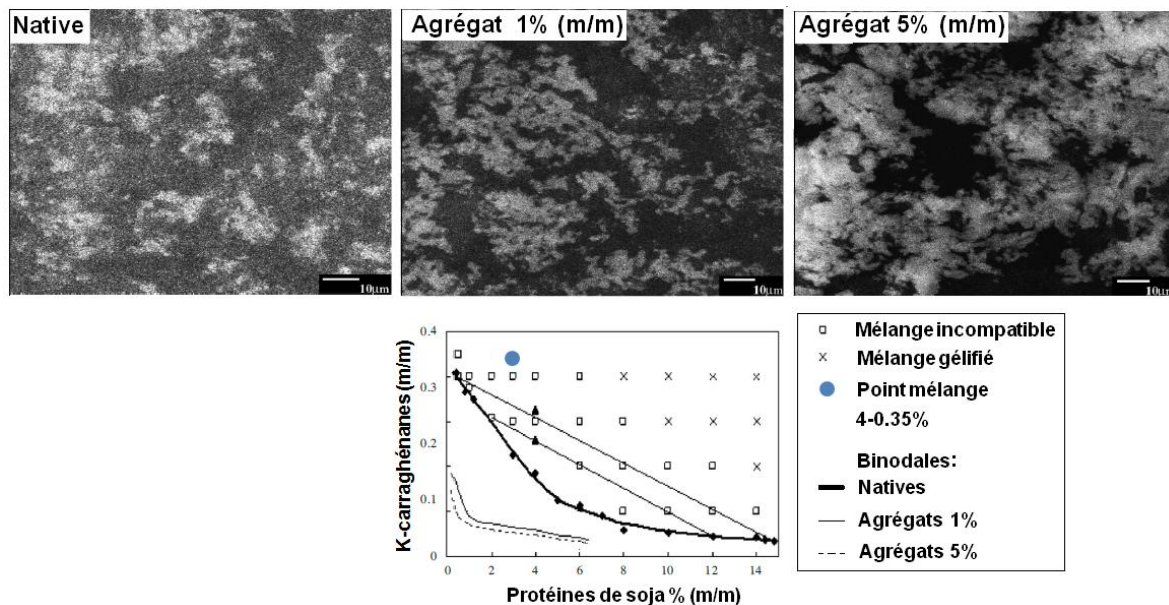 Native
Agrégat 1% (m/m)
Agrégat 5% (m/m)
10µm
10µm
10µm
K-carraghénanes (m/m)
0.4
0.3
0.2
0.1
0
0
2
4
6
8
10
12
14
Protéines de soja % (m/m)
Mélange incompatible
Mélange gélifié
Point mélange
4-0.35%
Binodales:
Natives
Agrégats 1%
Agrégats 5%